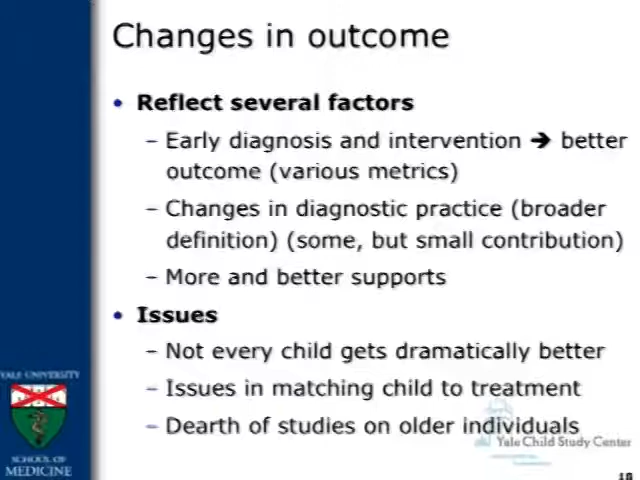 Changes in outcome
• Reflect several factors
– Early diagnosis and intervention ➔ better
outcome (various metrics)
– Changes in diagnostic practice (broader
definition) (some, but small contribution)
– More and better supports
• Issues
– Not every child gets dramatically better
– Issues in matching child to treatment
– Dearth of studies on older individuals
YALE UNIVERSITY
SCHOOL OF
MEDICINE
Yale Child Study Center
18